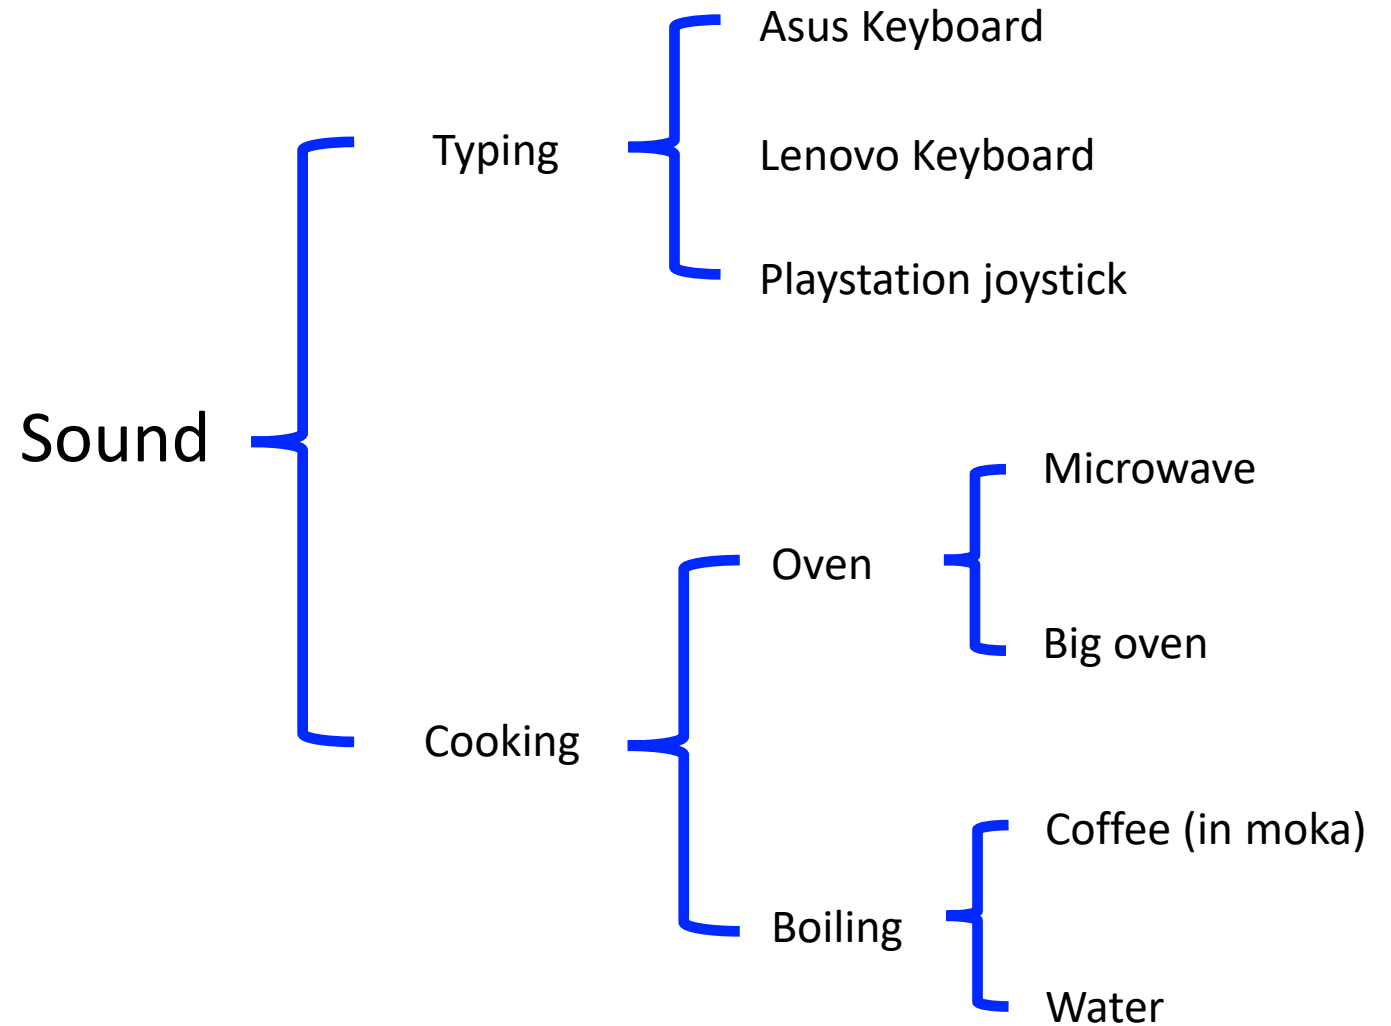 Sound
Typing
Asus Keyboard
Lenovo Keyboard
Playstation joystick
Cooking
Oven
Microwave
Big oven
Boiling
Coffee (in moka)
Water